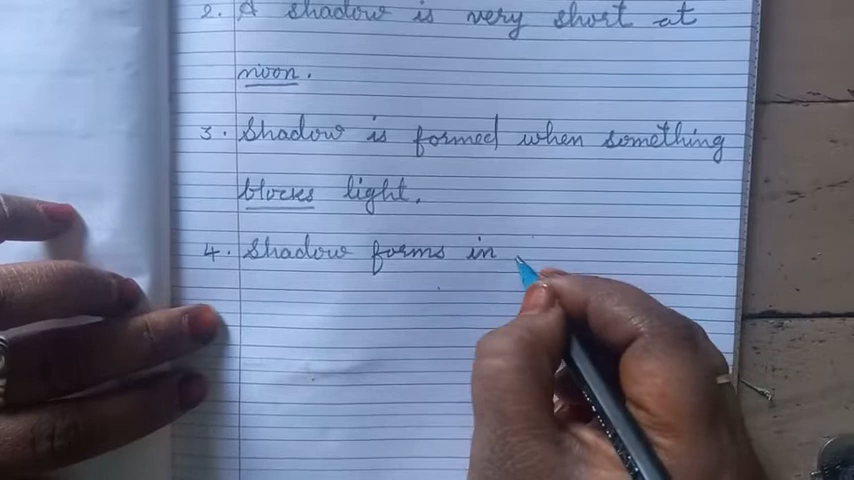 2. A shadow is very short at
noon.
3. Shadow is formed when something
blocks light.
4. Shadow forms in